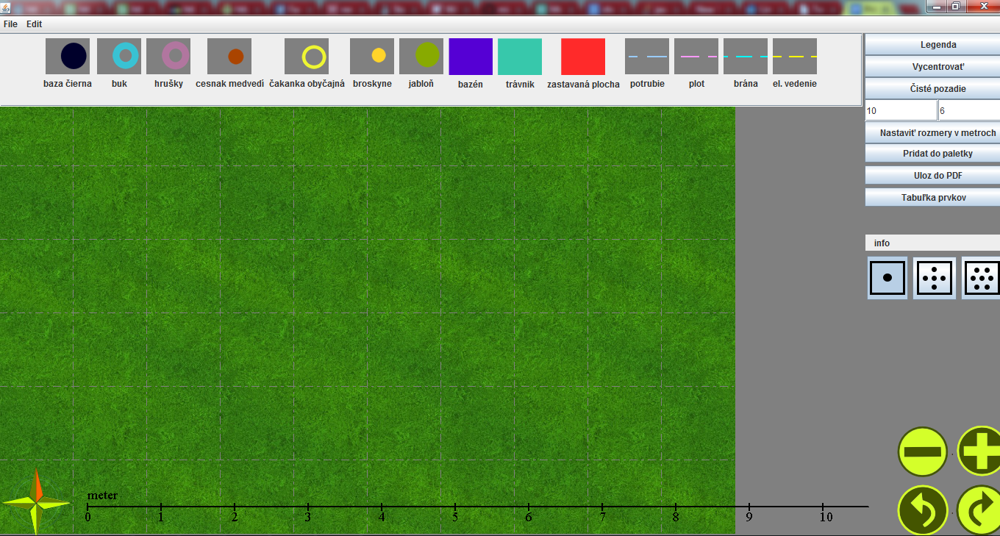 File Edit
baza čierna buk hrušky cesnak medvedí čakanka obyčajná broskyne jabloň bazén trávnik zastavaná plocha potrubie plot brána el. vedenie
Legenda
Vycentrovať
Čisté pozadie
10 6
Nastaviť rozmery v metroch
Pridat do paletky
Uloz do PDF
Tabuľka prvkov
info
meter
0 1 2 3 4 5 6 7 8 9 10